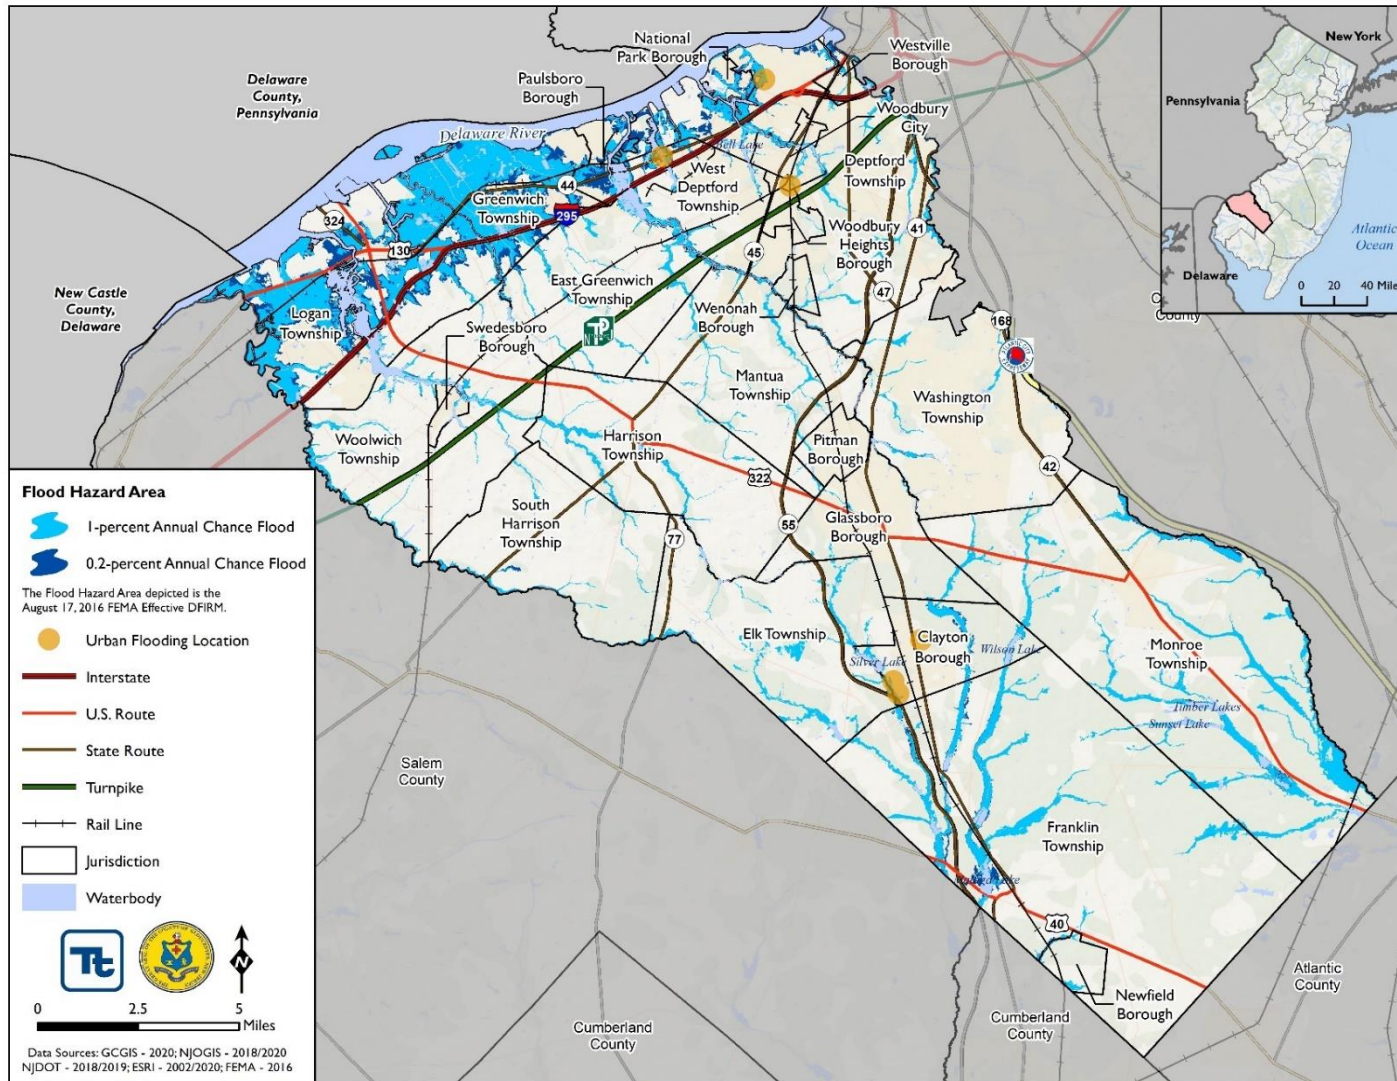 National
Park Borough
Westville
Borough
New York
Delaware
County,
Pennsylvania
Paulsboro
Borough
Pennsylvania
Woodbury
City
Delaware River
Bell Lake
West
Deptford
Township
Deptford
Township
44
Greenwich
Township
295
324
130
Woodbury
Heights
Borough
41
45
Atlantic
Ocean
Delaware
0 20 40 Mile
County
New Castle
County,
Delaware
East Greenwich
Township
47
Logan
Township
Swedesboro
Borough
Wenonah
Borough
168
Mantua
Township
Washington
Township
Woolwich
Township
Harrison
Township
Pitman
Borough
322
42
South
Harrison
Township
55
Glassboro
Borough
77
Elk Township
Silver Lake
Clayton
Borough
Wilson Lake
Monroe
Township
Timber Lakes
Sunset Lake
Salem
County
Franklin
Township
Lake
40
Newfield
Borough
Atlantic
County
Cumberland
County
Cumberland
County
Flood Hazard Area
1-percent Annual Chance Flood
0.2-percent Annual Chance Flood
The Flood Hazard Area depicted is the
August 17, 2016 FEMA Effective DFIRM.
Urban Flooding Location
Interstate
U.S. Route
State Route
Turnpike
Rail Line
Jurisdiction
Waterbody
Tt
N
0 2.5 5
Miles
Data Sources: GCGIS - 2020; NJOGIS - 2018/2020
NJDOT - 2018/2019; ESRI - 2002/2020; FEMA - 2016